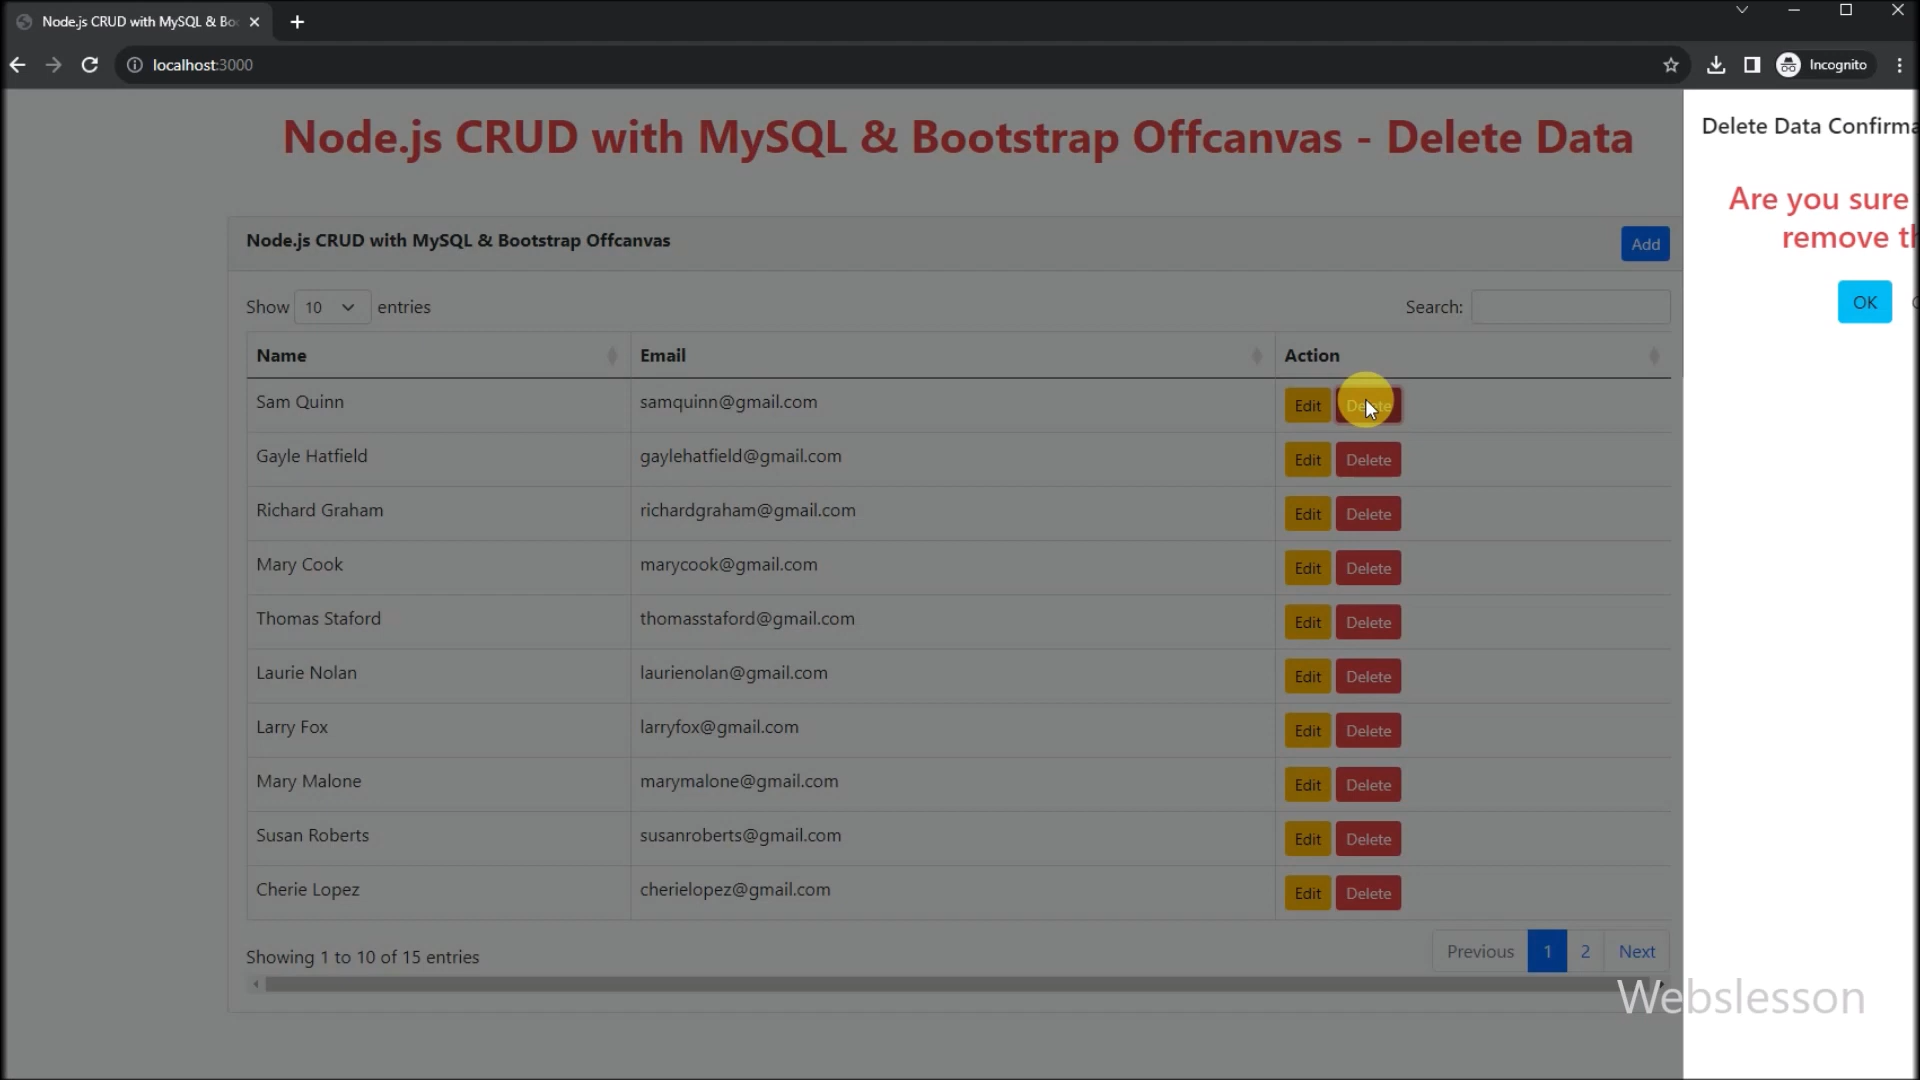 Node.js CRUD with MySQL & Bo
localhost:3000
Incognito
Node.js CRUD with MySQL & Bootstrap Offcanvas - Delete Data
Delete Data Confirma
Are you sure
remove th
OK
Node.js CRUD with MySQL & Bootstrap Offcanvas
Add
Show 10 entries
Search:
Name Email Action
Sam Quinn samquinn@gmail.com Edit Delete
Gayle Hatfield gaylehatfield@gmail.com Edit Delete
Richard Graham richardgraham@gmail.com Edit Delete
Mary Cook marycook@gmail.com Edit Delete
Thomas Staford thomasstaford@gmail.com Edit Delete
Laurie Nolan laurienolan@gmail.com Edit Delete
Larry Fox larryfox@gmail.com Edit Delete
Mary Malone marymalone@gmail.com Edit Delete
Susan Roberts susanroberts@gmail.com Edit Delete
Cherie Lopez cherielopez@gmail.com Edit Delete
Showing 1 to 10 of 15 entries
Previous 1 2 Next
Webslesson